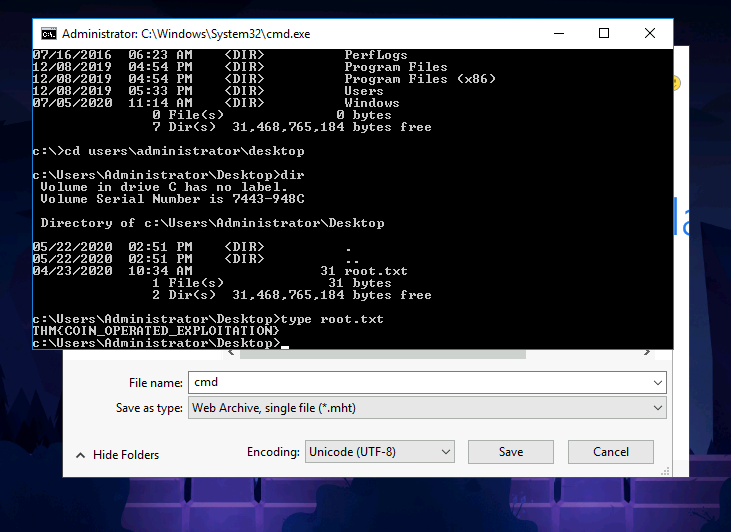 Administrator: C:\Windows\System32\cmd.exe
07/16/2016  06:23 AM    <DIR>          PerfLogs
12/08/2019  04:54 PM    <DIR>          Program Files
12/08/2019  04:54 PM    <DIR>          Program Files (x86)
12/08/2019  05:33 PM    <DIR>          Users
07/05/2020  11:14 AM    <DIR>          Windows
0 File(s)              0 bytes
7 Dir(s)  31,468,765,184 bytes free
c:\>cd users\administrator\desktop
c:\Users\Administrator\Desktop>dir
Volume in drive C has no label.
Volume Serial Number is 7443-948C
Directory of c:\Users\Administrator\Desktop
05/22/2020  02:51 PM    <DIR>          .
05/22/2020  02:51 PM    <DIR>          ..
04/23/2020  10:34 AM                31 root.txt
1 File(s)             31 bytes
2 Dir(s)  31,468,765,184 bytes free
c:\Users\Administrator\Desktop>type root.txt
THM{COIN_OPERATED_EXPLOITATION}
c:\Users\Administrator\Desktop>
File name: cmd
Save as type: Web Archive, single file (*.mht)
Hide Folders Encoding: Unicode (UTF-8) Save Cancel